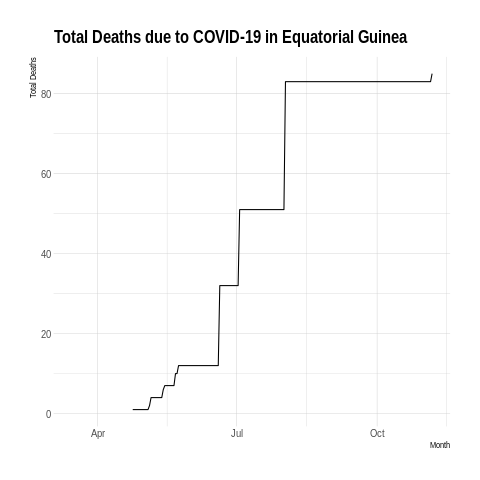 Total Deaths due to COVID-19 in Equatorial Guinea
Total Deaths
80
60
40
20
0
Apr
Jul
Oct
Month